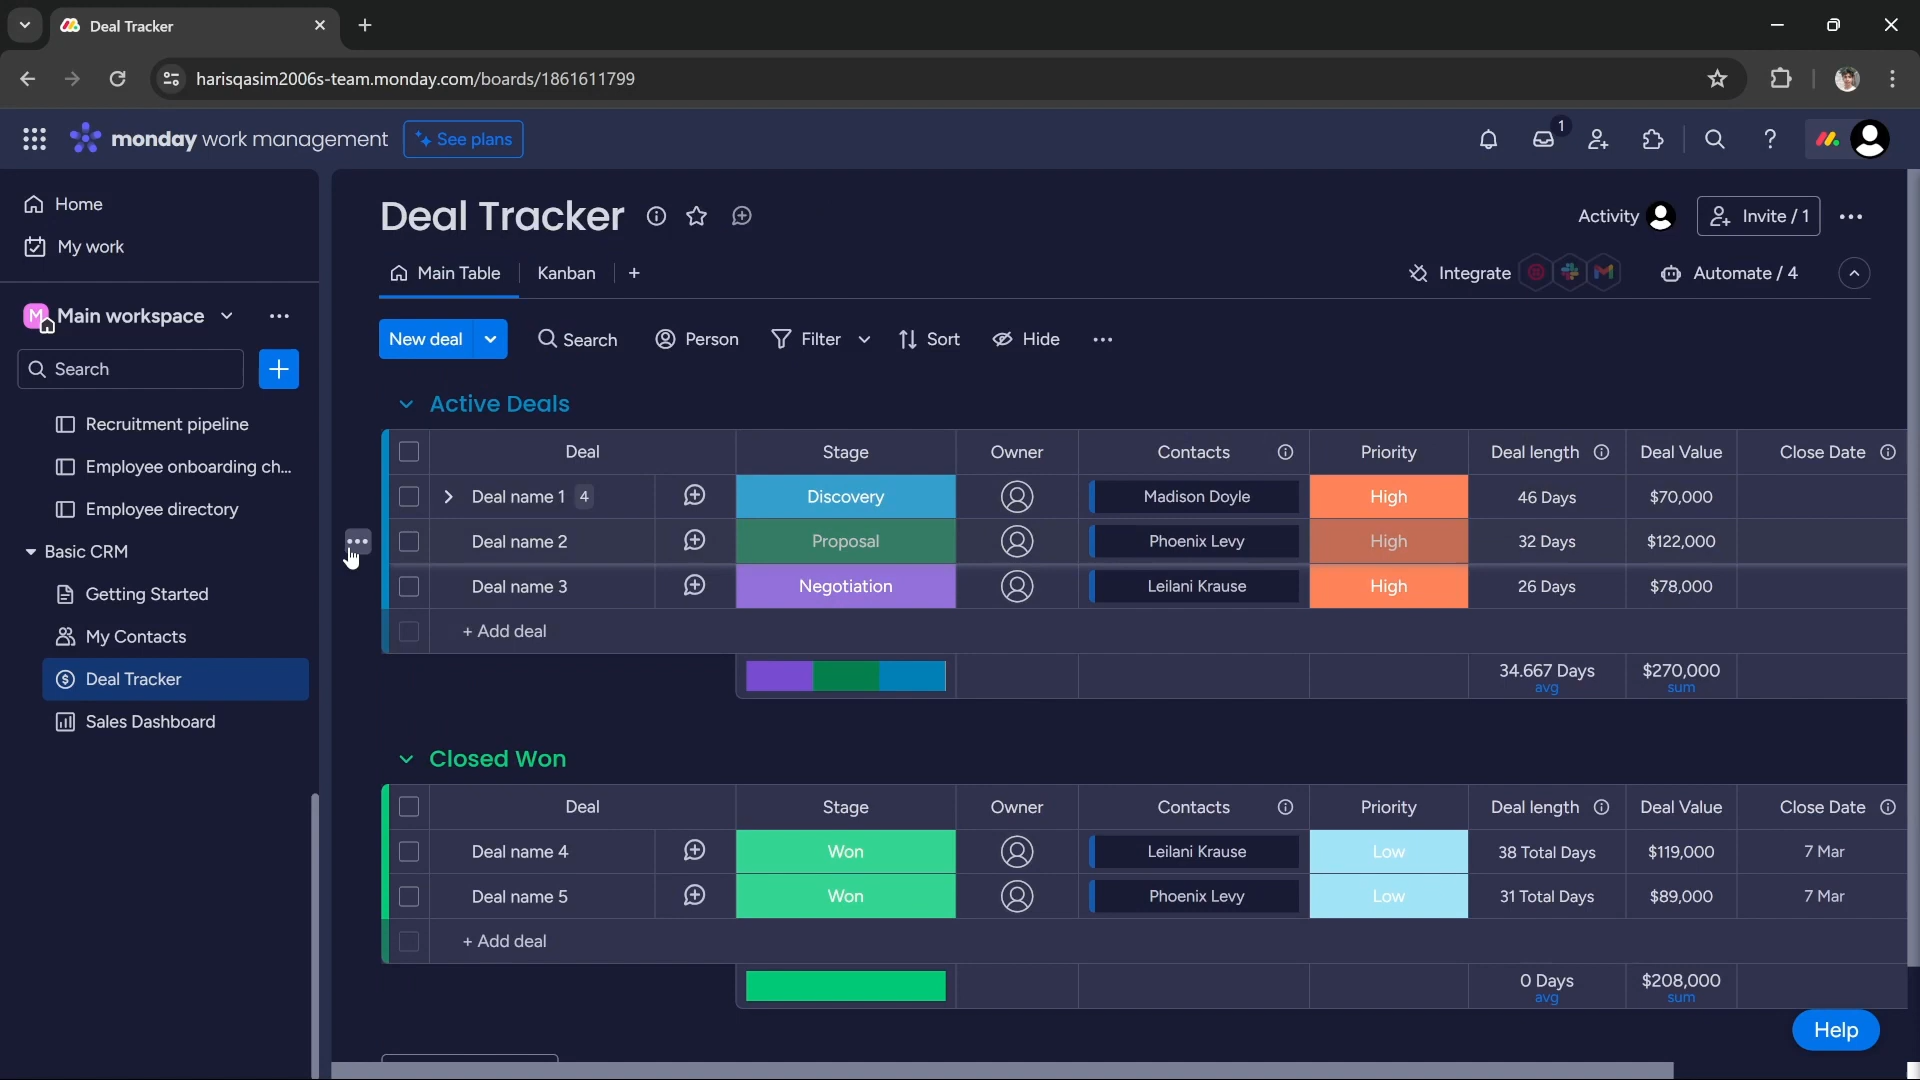 Deal Tracker
harisqasim2006s-team.monday.com/boards/1861611799
monday work management
See plans
1
Home
My work
M
Main workspace
Search
Recruitment pipeline
Employee onboarding ch...
Employee directory
Basic CRM
Getting Started
My Contacts
Deal Tracker
Sales Dashboard
Deal Tracker
Activity
Invite / 1
Main Table
Kanban
Integrate
Automate / 4
New deal
Search
Person
Filter
Sort
Hide
Active Deals
Deal Stage Owner Contacts Priority Deal length Deal Value Close Date
Deal name 1 4 Discovery Madison Doyle High 46 Days $70,000
Deal name 2 Proposal Phoenix Levy High 32 Days $122,000
Deal name 3 Negotiation Leilani Krause High 26 Days $78,000
+ Add deal
34.667 Days $270,000
avg sum
Closed Won
Deal Stage Owner Contacts Priority Deal length Deal Value Close Date
Deal name 4 Won Leilani Krause Low 38 Total Days $119,000 7 Mar
Deal name 5 Won Phoenix Levy Low 31 Total Days $89,000 7 Mar
+ Add deal
0 Days $208,000
avg sum
Help